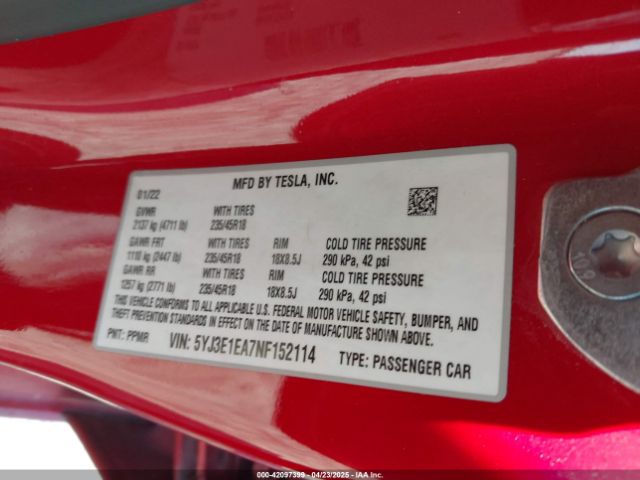 MFD BY TESLA, INC.
01/22
GVWR WITH TIRES
2137 kg (4711 lb) 235/45R18
GAWR FRT WITH TIRES RIM COLD TIRE PRESSURE
1110 kg (2447 lb) 235/45R18 18X8.5J 290 kPa, 42 psi
GAWR RR WITH TIRES RIM COLD TIRE PRESSURE
1257 kg (2771 lb) 235/45R18 18X8.5J 290 kPa, 42 psi
THIS VEHICLE CONFORMS TO ALL APPLICABLE U.S. FEDERAL MOTOR VEHICLE SAFETY, BUMPER, AND
THEFT PREVENTION STANDARDS IN EFFECT ON THE DATE OF MANUFACTURE SHOWN ABOVE.
PNT: PPMR VIN: 5YJ3E1EA7NF152114 TYPE: PASSENGER CAR
109
000-42097399 - 04/23/2025 - IAA Inc.